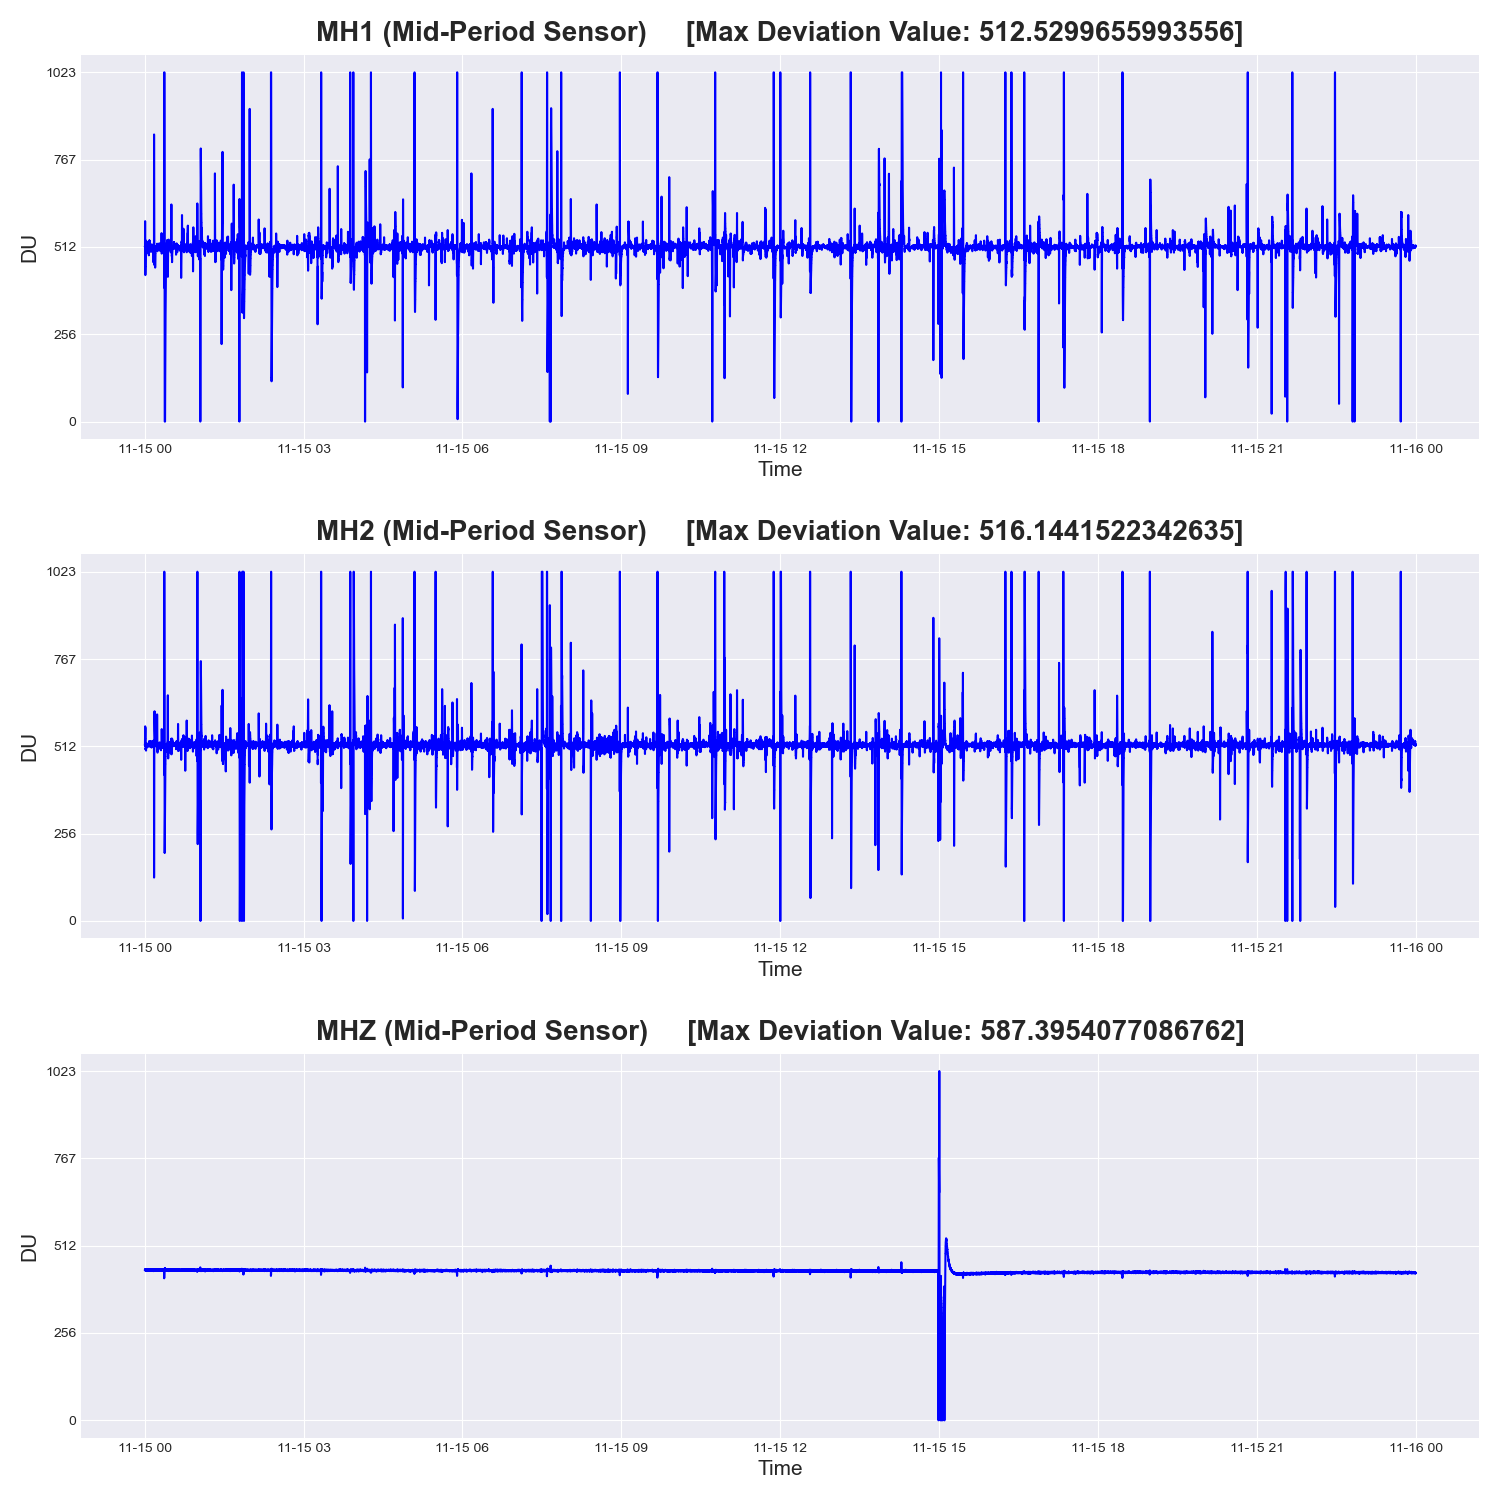 MH1 (Mid-Period Sensor) [Max Deviation Value: 512.5299655993556]
1023
767
512
256
0
DU
11-15 00 11-15 03 11-15 06 11-15 09 11-15 12 11-15 15 11-15 18 11-15 21 11-16 00
Time
MH2 (Mid-Period Sensor) [Max Deviation Value: 516.1441522342635]
1023
767
512
256
0
DU
11-15 00 11-15 03 11-15 06 11-15 09 11-15 12 11-15 15 11-15 18 11-15 21 11-16 00
Time
MHZ (Mid-Period Sensor) [Max Deviation Value: 587.3954077086762]
1023
767
512
256
0
DU
11-15 00 11-15 03 11-15 06 11-15 09 11-15 12 11-15 15 11-15 18 11-15 21 11-16 00
Time